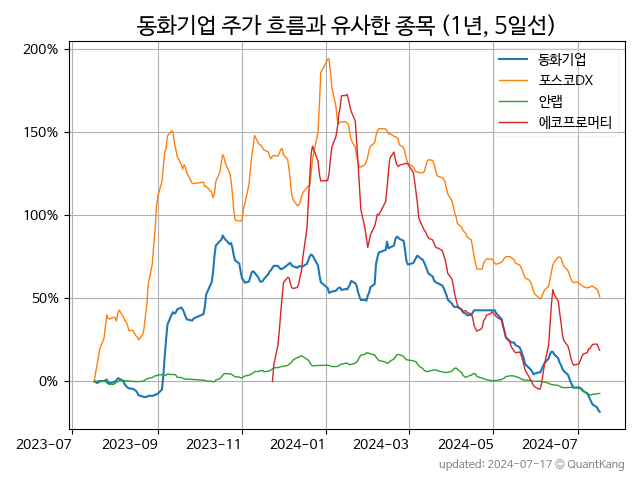 동화기업 주가 흐름과 유사한 종목 (1년, 5일선)
200%
150%
100%
50%
0%
동화기업
포스코DX
안랩
에코프로머티
2023-07 2023-09 2023-11 2024-01 2024-03 2024-05 2024-07
updated: 2024-07-17 © QuantKang